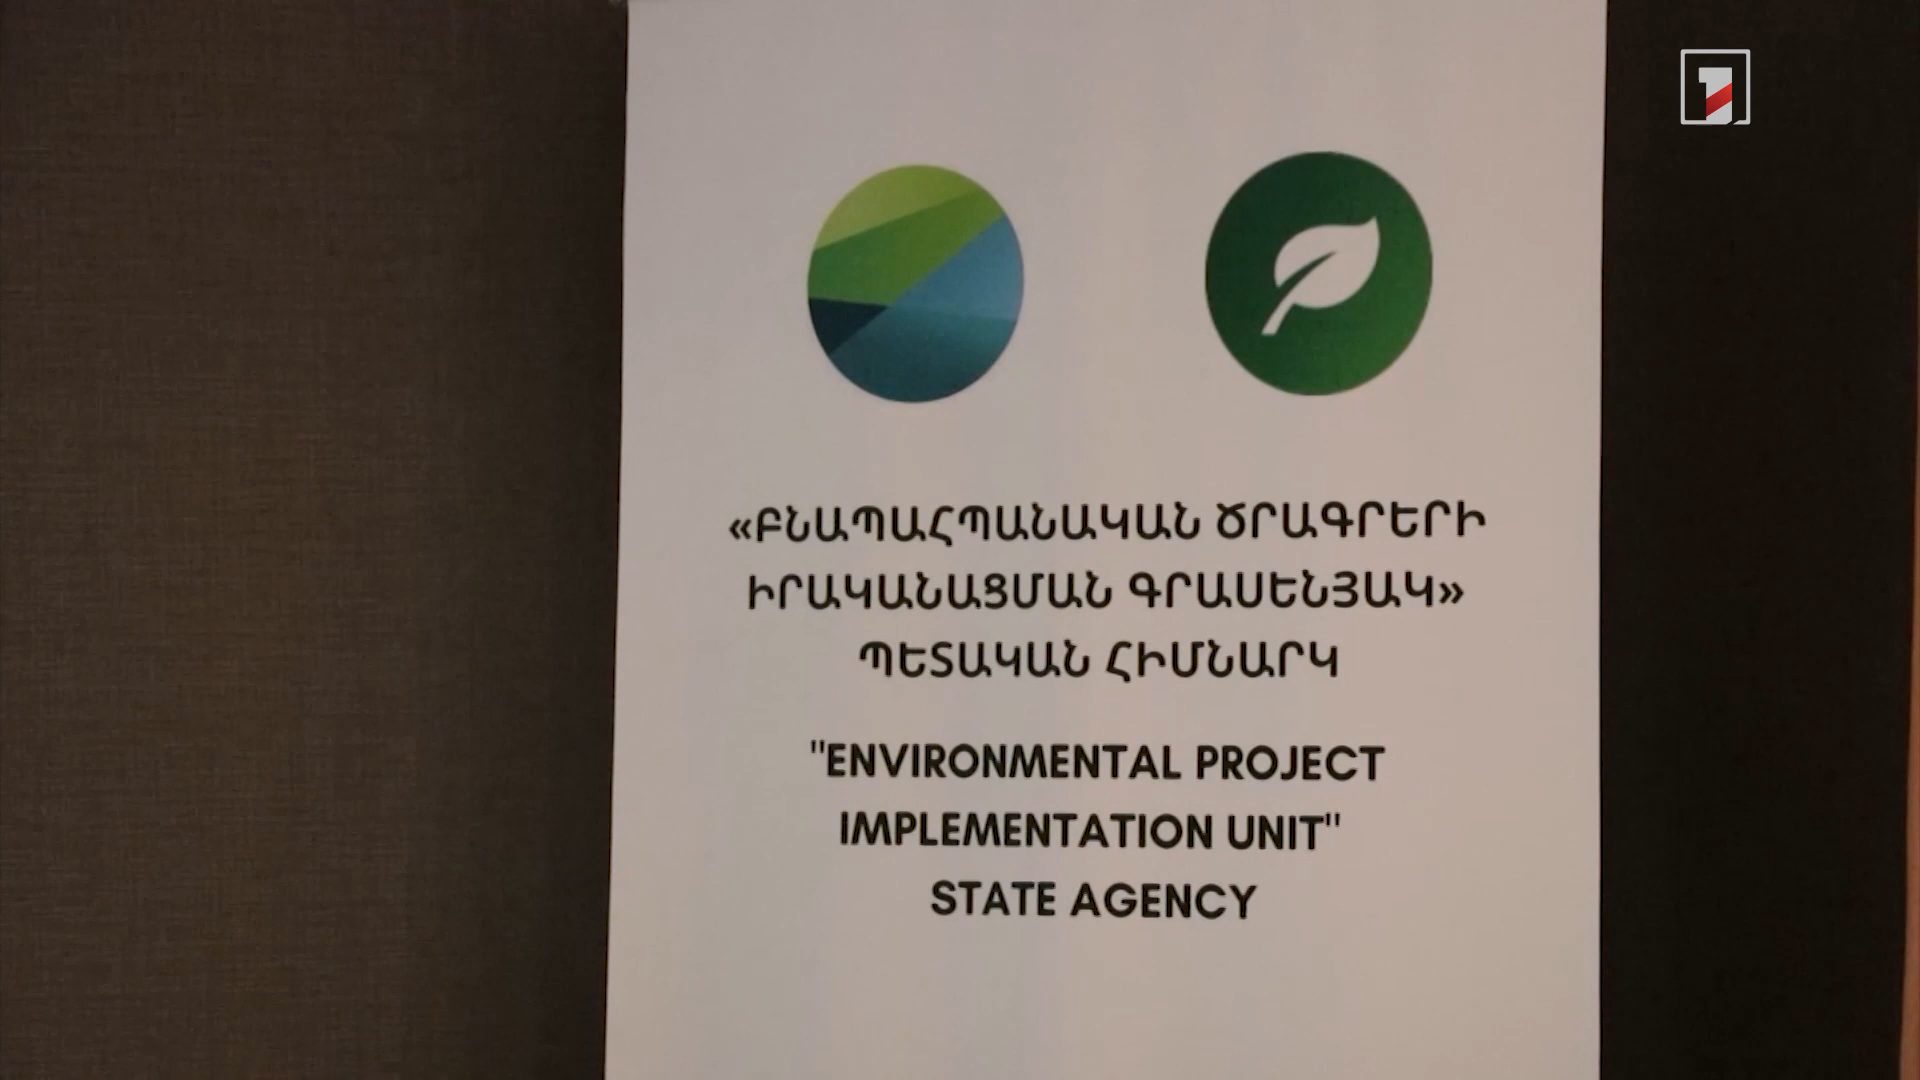 «ԲՆԱՊԱՀՊԱՆԱԿԱՆ ԾՐԱԳՐԵՐԻ
ԻՐԱԿԱՆԱՑՄԱՆ ԳՐԱՍԵՆՅԱԿ»
ՊԵՏԱԿԱՆ ՀԻՄՆԱՐԿ
"ENVIRONMENTAL PROJECT
IMPLEMENTATION UNIT"
STATE AGENCY